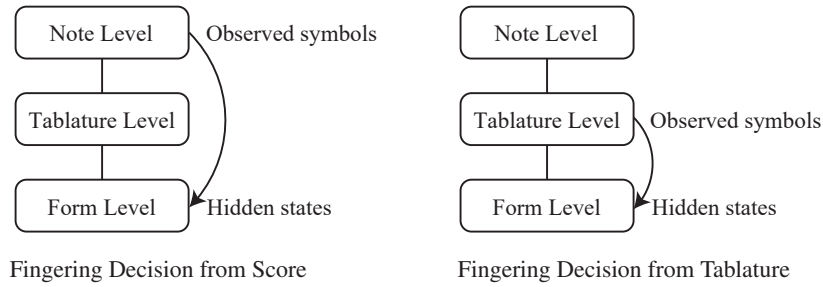 Note Level
Observed symbols
Tablature Level
Form Level
Hidden states
Fingering Decision from Score
Note Level
Tablature Level
Observed symbols
Form Level
Hidden states
Fingering Decision from Tablature